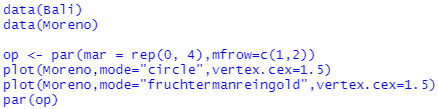 data(Bali)
data(Moreno)
op <- par(mar = rep(0, 4),mfrow=c(1,2))
plot(Moreno,mode="circle",vertex.cex=1.5)
plot(Moreno,mode="fruchtermanreingold",vertex.cex=1.5)
par(op)